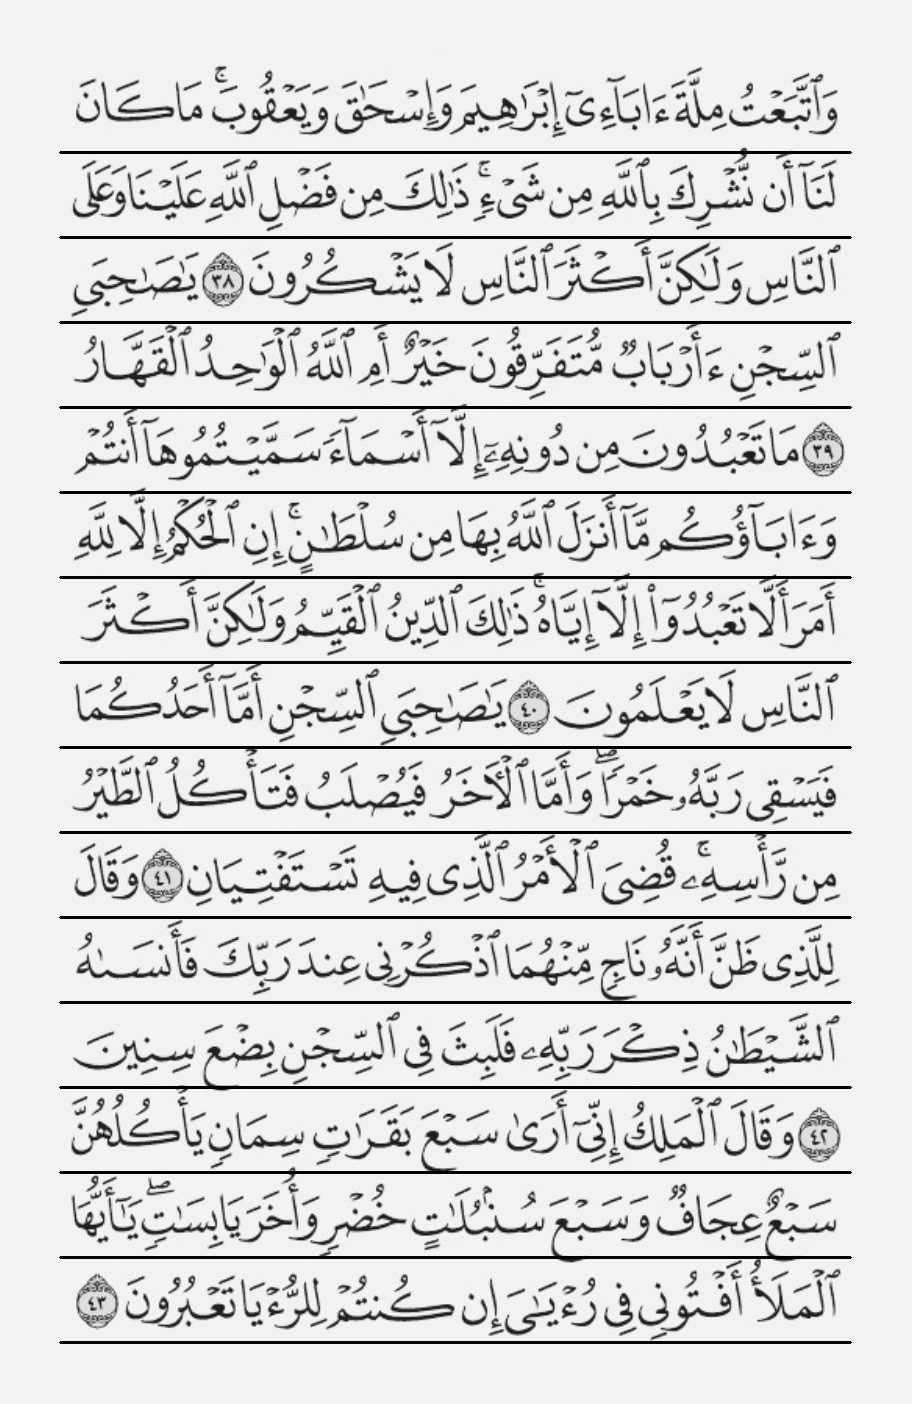 وَٱتَّبَعۡتُ مِلَّةَ ءَابَآءِيٓ إِبۡرَٰهِيمَ وَإِسۡحَٰقَ وَيَعۡقُوبَۚ مَا كَانَ
لَنَآ أَن نُّشۡرِكَ بِٱللَّهِ مِن شَيۡءٖۚ ذَٰلِكَ مِن فَضۡلِ ٱللَّهِ عَلَيۡنَا وَعَلَى
ٱلنَّاسِ وَلَٰكِنَّ أَكۡثَرَ ٱلنَّاسِ لَا يَشۡكُرُونَ ٣٨ يَٰصَٰحِبَيِ
ٱلسِّجۡنِ ءَأَرۡبَابٞ مُّتَفَرِّقُونَ خَيۡرٌ أَمِ ٱللَّهُ ٱلۡوَٰحِدُ ٱلۡقَهَّارُ
٣٩ مَا تَعۡبُدُونَ مِن دُونِهِۦٓ إِلَّآ أَسۡمَآءٗ سَمَّيۡتُمُوهَآ أَنتُمۡ
وَءَابَآؤُكُم مَّآ أَنزَلَ ٱللَّهُ بِهَا مِن سُلۡطَٰنٍۚ إِنِ ٱلۡحُكۡمُ إِلَّا لِلَّهِ
أَمَرَ أَلَّا تَعۡبُدُوٓاْ إِلَّآ إِيَّاهُۚ ذَٰلِكَ ٱلدِّينُ ٱلۡقَيِّمُ وَلَٰكِنَّ أَكۡثَرَ
ٱلنَّاسِ لَا يَعۡلَمُونَ ٤٠ يَٰصَٰحِبَيِ ٱلسِّجۡنِ أَمَّآ أَحَدُكُمَا
فَيَسۡقِي رَبَّهُۥ خَمۡرٗاۖ وَأَمَّا ٱلۡأٓخَرُ فَيُصۡلَبُ فَتَأۡكُلُ ٱلطَّيۡرُ
مِن رَّأۡسِهِۦۚ قُضِيَ ٱلۡأَمۡرُ ٱلَّذِي فِيهِ تَسۡتَفۡتِيَانِ ٤١ وَقَالَ
لِلَّذِي ظَنَّ أَنَّهُۥ نَاجٖ مِّنۡهُمَا ٱذۡكُرۡنِي عِندَ رَبِّكَ فَأَنسَىٰهُ
ٱلشَّيۡطَٰنُ ذِكۡرَ رَبِّهِۦ فَلَبِثَ فِي ٱلسِّجۡنِ بِضۡعَ سِنِينَ
٤٢ وَقَالَ ٱلۡمَلِكُ إِنِّيٓ أَرَىٰ سَبۡعَ بَقَرَٰتٖ سِمَانٖ يَأۡكُلُهُنَّ
سَبۡعٌ عِجَافٞ وَسَبۡعَ سُنۢبُلَٰتٍ خُضۡرٖ وَأُخَرَ يَابِسَٰتٖۖ يَٰٓأَيُّهَا
ٱلۡمَلَأُ أَفۡتُونِي فِي رُءۡيَٰيَ إِن كُنتُمۡ لِلرُّءۡيَا تَعۡبُرُونَ ٤٣